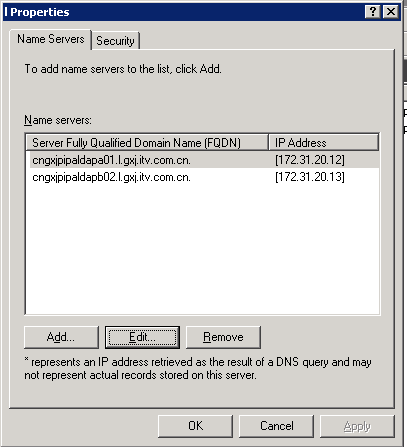 l Properties
Name Servers
Security
To add name servers to the list, click Add.
Name servers:
Server Fully Qualified Domain Name (FQDN) IP Address
cngxjpipaldapa01.l.gxj.itv.com.cn. [172.31.20.12]
cngxjpipaldapb02.l.gxj.itv.com.cn. [172.31.20.13]
Add... Edit... Remove
* represents an IP address retrieved as the result of a DNS query and may
not represent actual records stored on this server.
OK Cancel Apply